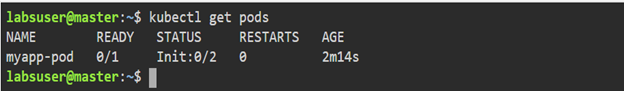 labsuser@master:~$ kubectl get pods
NAME READY STATUS RESTARTS AGE
myapp-pod 0/1 Init:0/2 0 2m14s
labsuser@master:~$